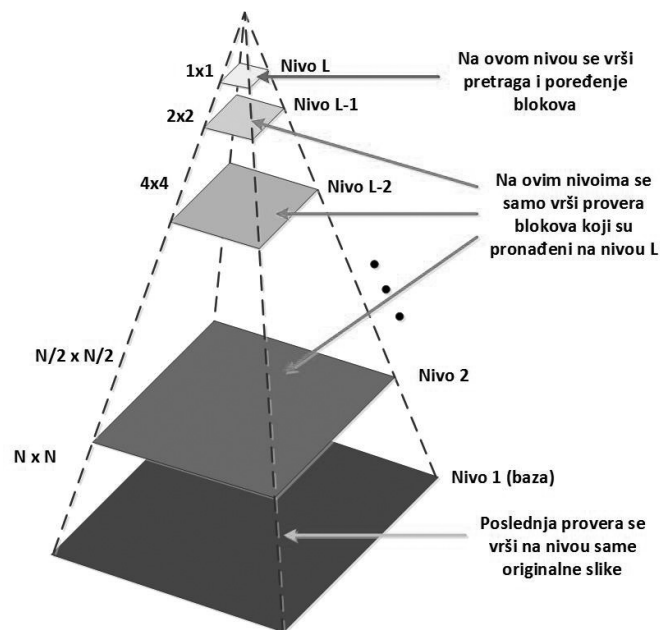 1x1
Nivo L
Na ovom nivou se vrši
pretraga i poređenje
blokova
2x2
Nivo L-1
4x4
Nivo L-2
Na ovim nivoima se
samo vrši provera
blokova koji su
pronađeni na nivou L
N/2 x N/2
Nivo 2
N x N
Nivo 1 (baza)
Poslednja provera se
vrši na nivou same
originalne slike